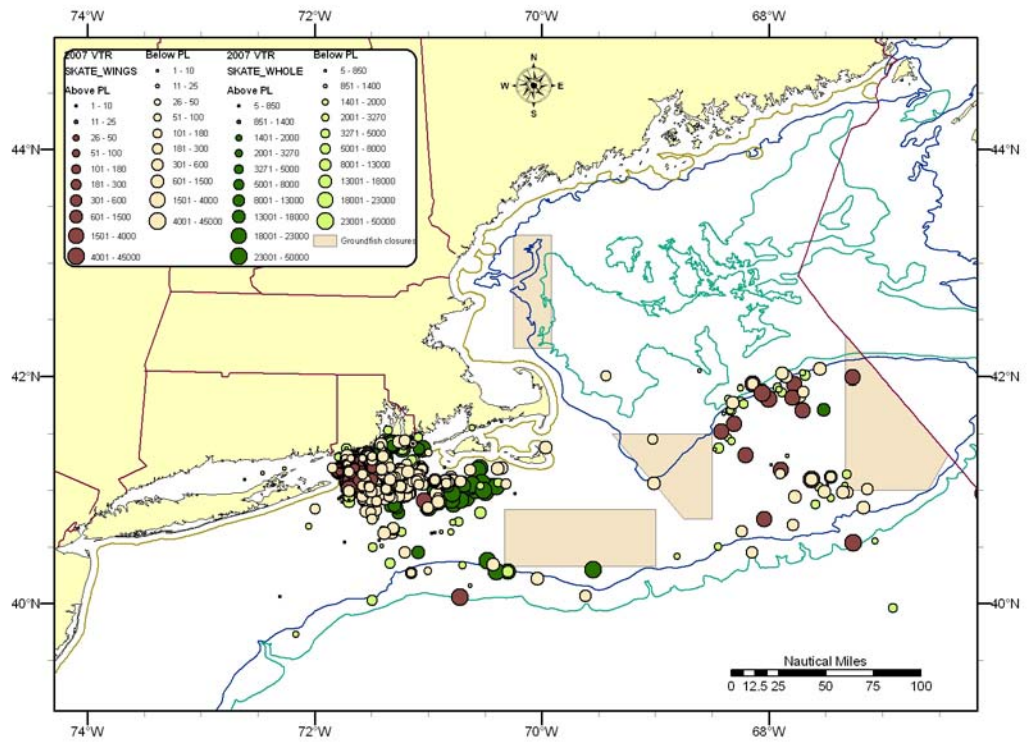 74°W 72°W 70°W 68°W
2007 VTR Below PL 2007 VTR Below PL
SKATE_WINGS 1 - 10 SKATE_WHOLE 5 - 850
Above PL 11 - 25 Above PL 851 - 1400
1 - 10 26 - 50 5 - 850 1401 - 2000
11 - 25 51 - 100 851 - 1400 2001 - 3270
26 - 50 101 - 180 1401 - 2000 3271 - 5000
51 - 100 181 - 300 2001 - 3270 5001 - 8000
101 - 180 301 - 600 3271 - 5000 8001 - 13000
181 - 300 601 - 1500 5001 - 8000 13001 - 18000
301 - 600 1501 - 4000 8001 - 13000 18001 - 23000
601 - 1500 4001 - 45000 13001 - 18000 23001 - 50000
1501 - 4000 18001 - 23000 Groundfish closures
4001 - 45000 23001 - 50000
N
W E
S
44°N 44°N
42°N 42°N
40°N 40°N
Nautical Miles
0 12.5 25 50 75 100
74°W 72°W 70°W 68°W